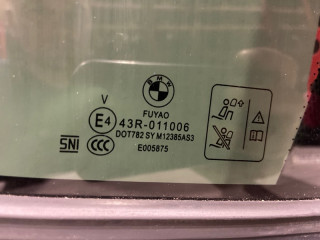 BMW
FUYAO
V
E4 43R-011006
DOT782 SY M12385AS3
SNI CCC E005875